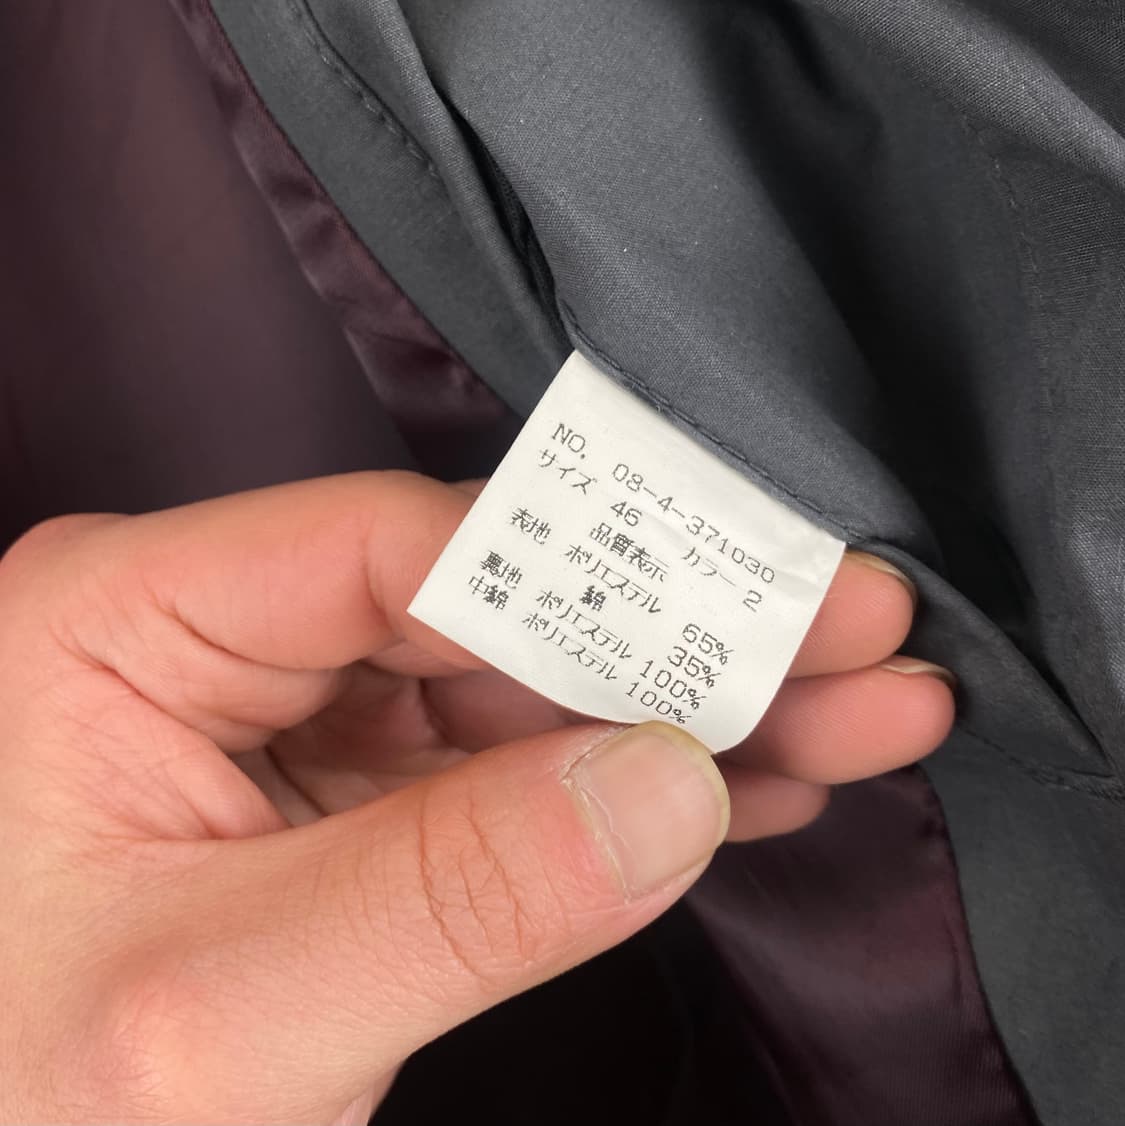 NO. 08-4-371030
サイズ 46 カラー 2
品質表示
表地 ポリエステル 65%
綿 35%
裏地 ポリエステル 100%
中綿 ポリエステル 100%